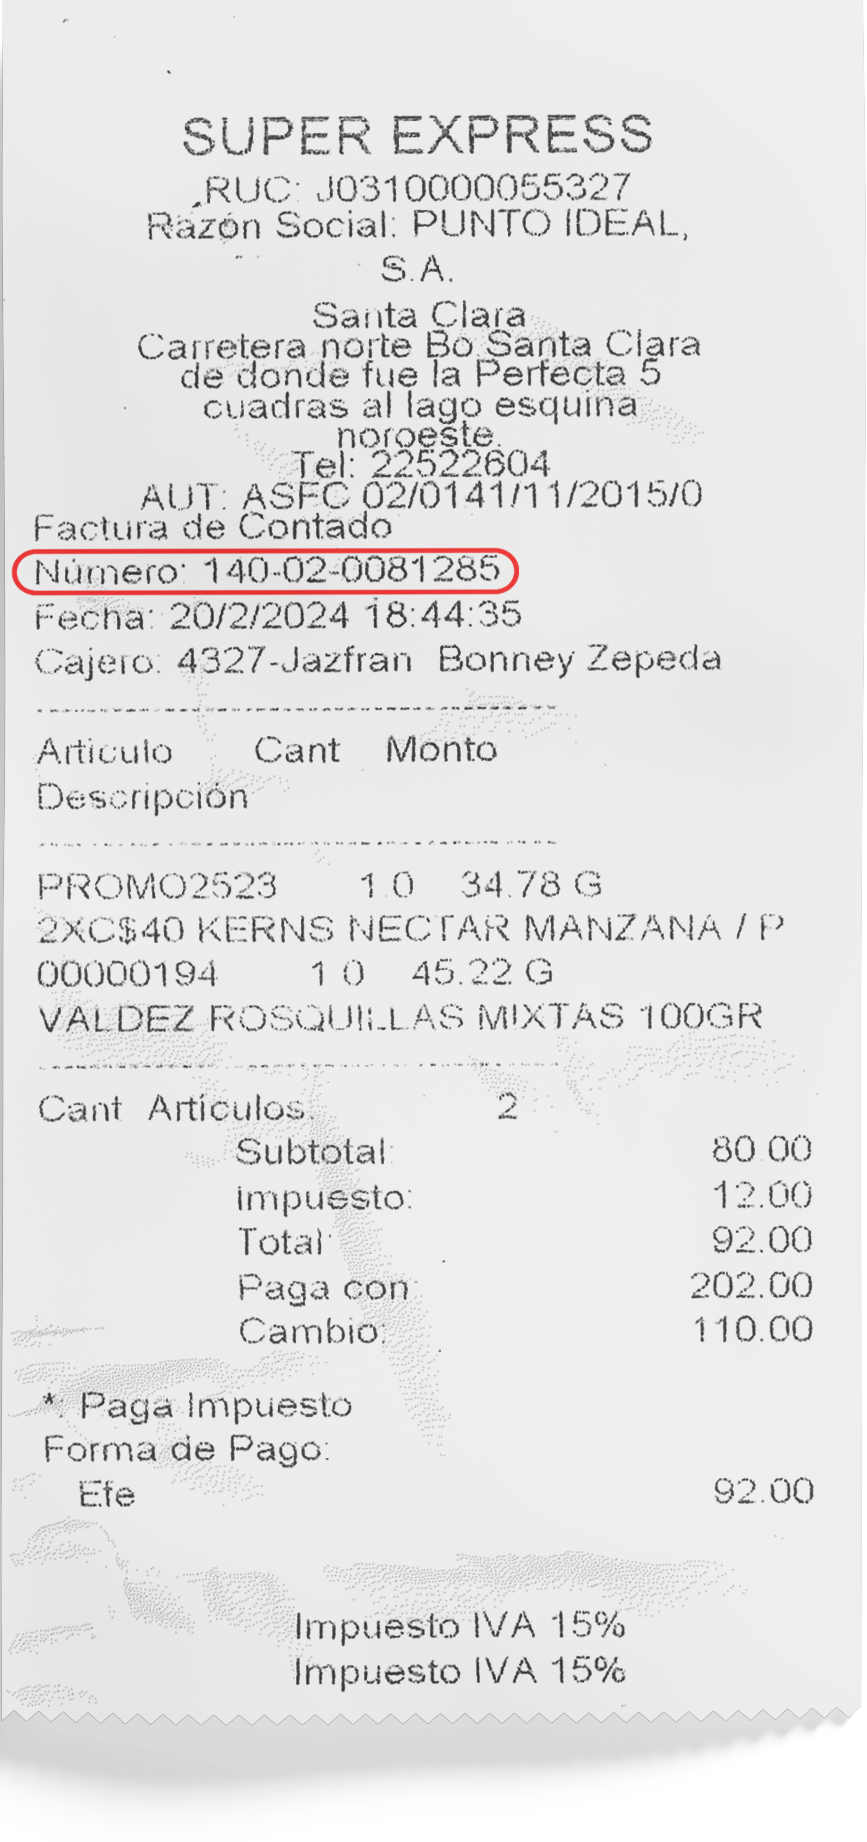 SUPER EXPRESS
RUC: J0310000055327
Razón Social: PUNTO IDEAL,
S.A.
Santa Clara
Carretera norte Bo Santa Clara
de donde fue la Perfecta 5
cuadras al lago esquina
noroeste.
Tel: 22522604
AUT: ASFC 02/0141/11/2015/0
Factura de Contado
Número: 140-02-0081285
Fecha: 20/2/2024 18:44:35
Cajero: 4327-Jazfran Bonney Zepeda
Articulo Cant Monto
Descripción
PROMO2523 1.0 34.78 G
2XC$40 KERNS NECTAR MANZANA / P
00000194 1.0 45.22 G
VALDEZ ROSQUILLAS MIXTAS 100GR
Cant Artículos: 2
Subtotal: 80.00
Impuesto: 12.00
Total: 92.00
Paga con: 202.00
Cambio: 110.00
*: Paga Impuesto
Forma de Pago:
Efe 92.00
Impuesto IVA 15%
Impuesto IVA 15%